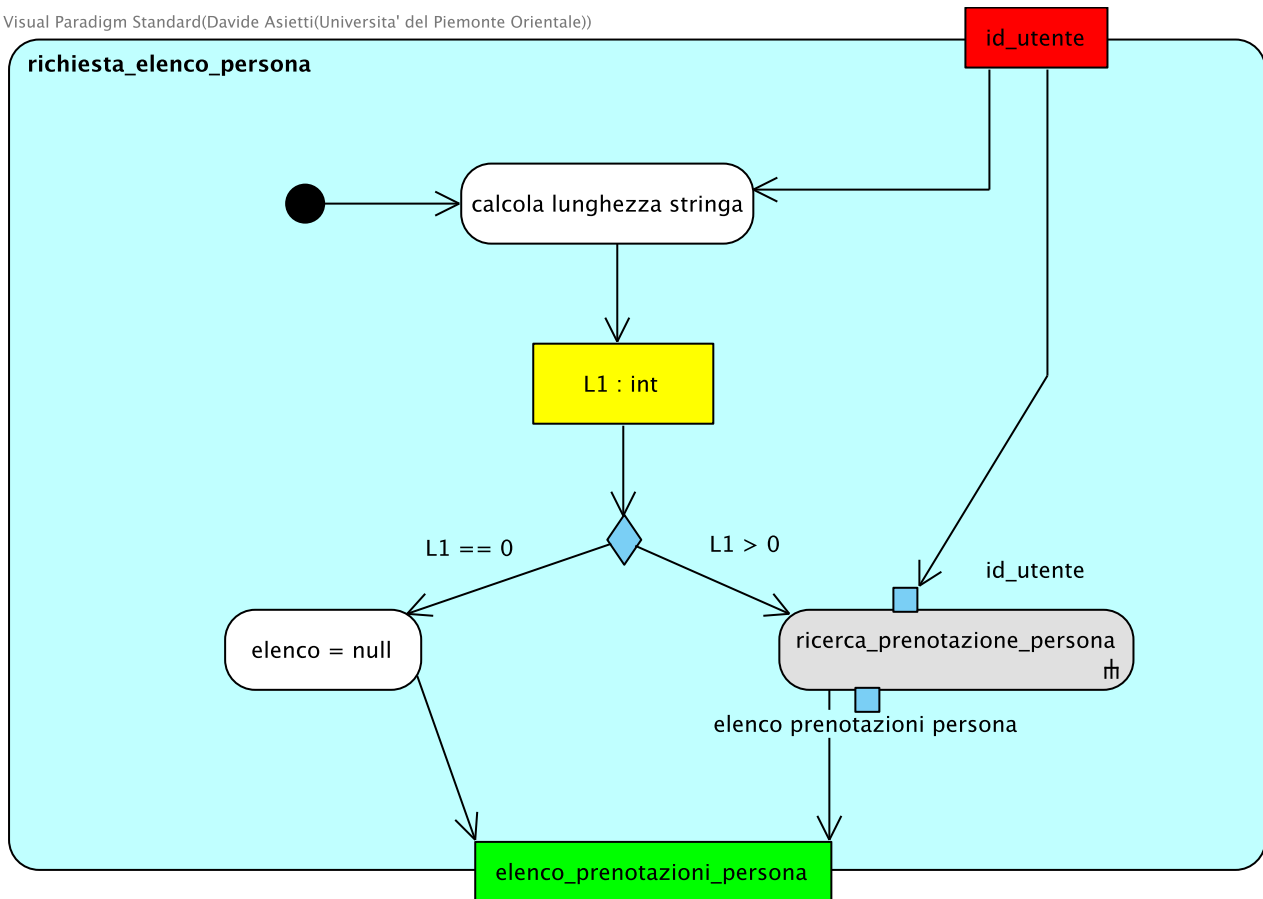 Visual Paradigm Standard(Davide Asietti(Universita' del Piemonte Orientale))
id_utente
richiesta_elenco_persona
calcola lunghezza stringa
L1 : int
L1 == 0
L1 > 0
id_utente
elenco = null
ricerca_prenotazione_persona
elenco prenotazioni persona
elenco_prenotazioni_persona